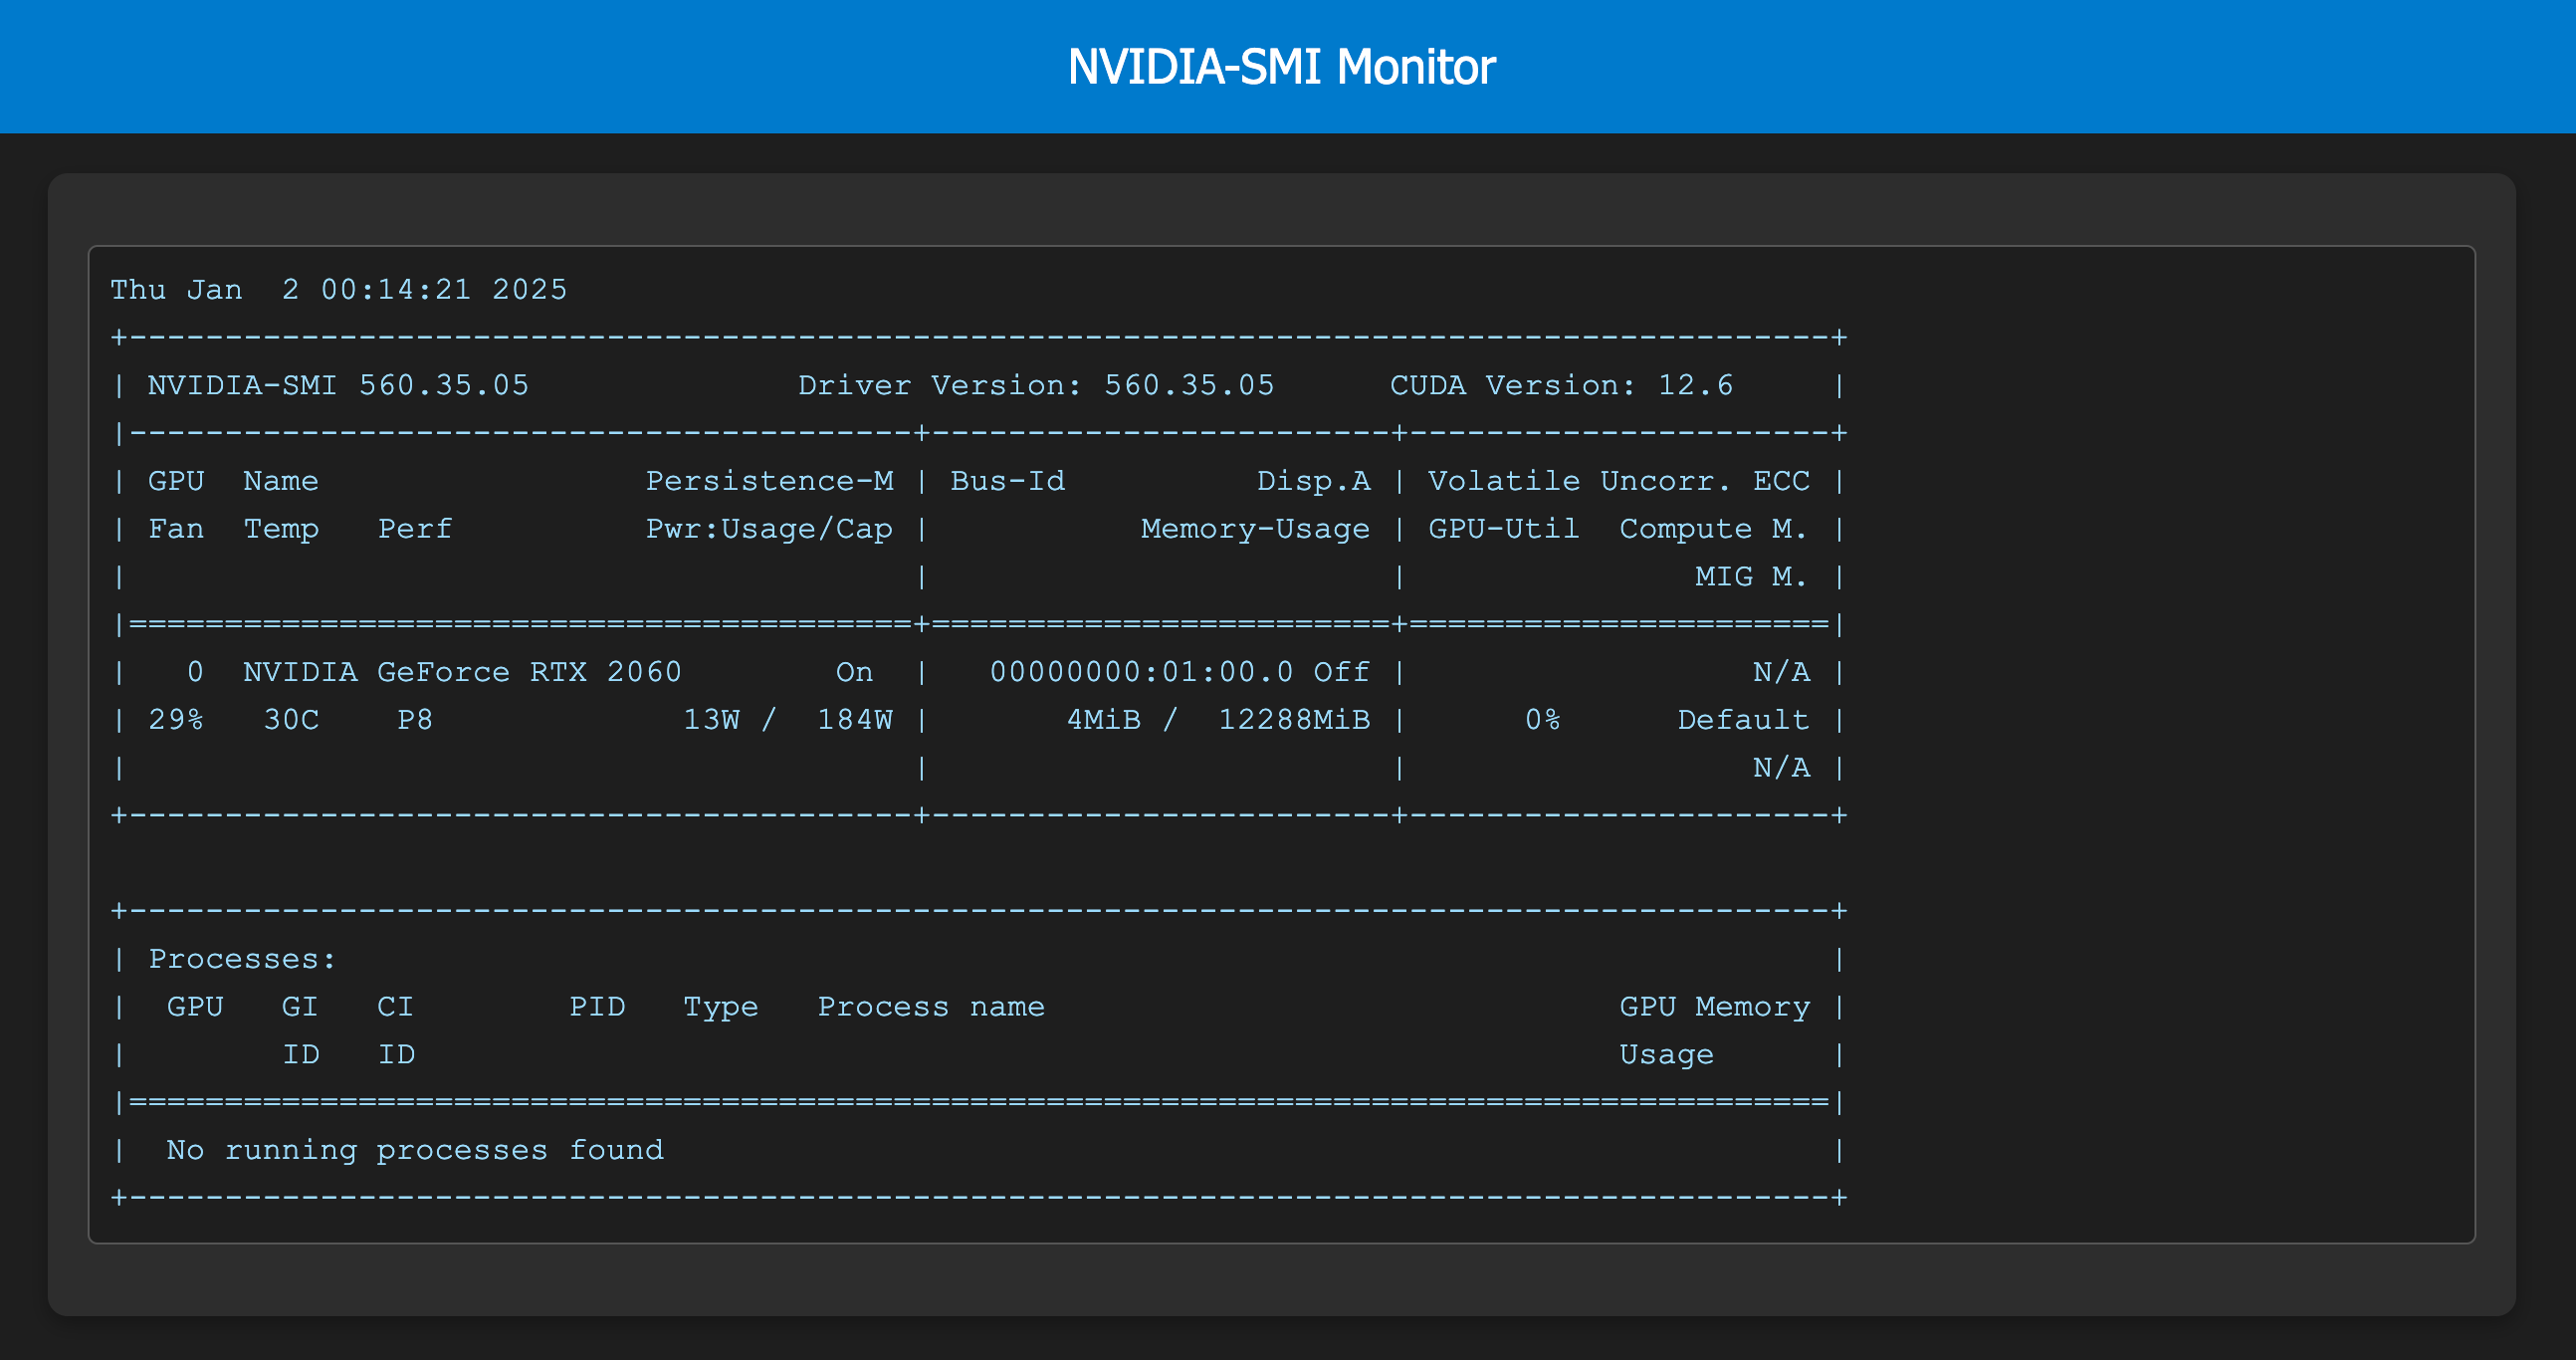 NVIDIA-SMI Monitor
Thu Jan  2 00:14:21 2025
+-----------------------------------------------------------------------------------------+
| NVIDIA-SMI 560.35.05              Driver Version: 560.35.05      CUDA Version: 12.6     |
|-----------------------------------------+------------------------+----------------------+
| GPU  Name                 Persistence-M | Bus-Id          Disp.A | Volatile Uncorr. ECC |
| Fan  Temp   Perf          Pwr:Usage/Cap |           Memory-Usage | GPU-Util  Compute M. |
|                                         |                        |               MIG M. |
|=========================================+========================+======================|
|   0  NVIDIA GeForce RTX 2060        On  |   00000000:01:00.0 Off |                  N/A |
| 29%   30C    P8             13W /  184W |       4MiB /  12288MiB |      0%      Default |
|                                         |                        |                  N/A |
+-----------------------------------------+------------------------+----------------------+
+-----------------------------------------------------------------------------------------+
| Processes:                                                                              |
|  GPU   GI   CI        PID   Type   Process name                              GPU Memory |
|        ID   ID                                                               Usage      |
|=========================================================================================|
|  No running processes found                                                             |
+-----------------------------------------------------------------------------------------+